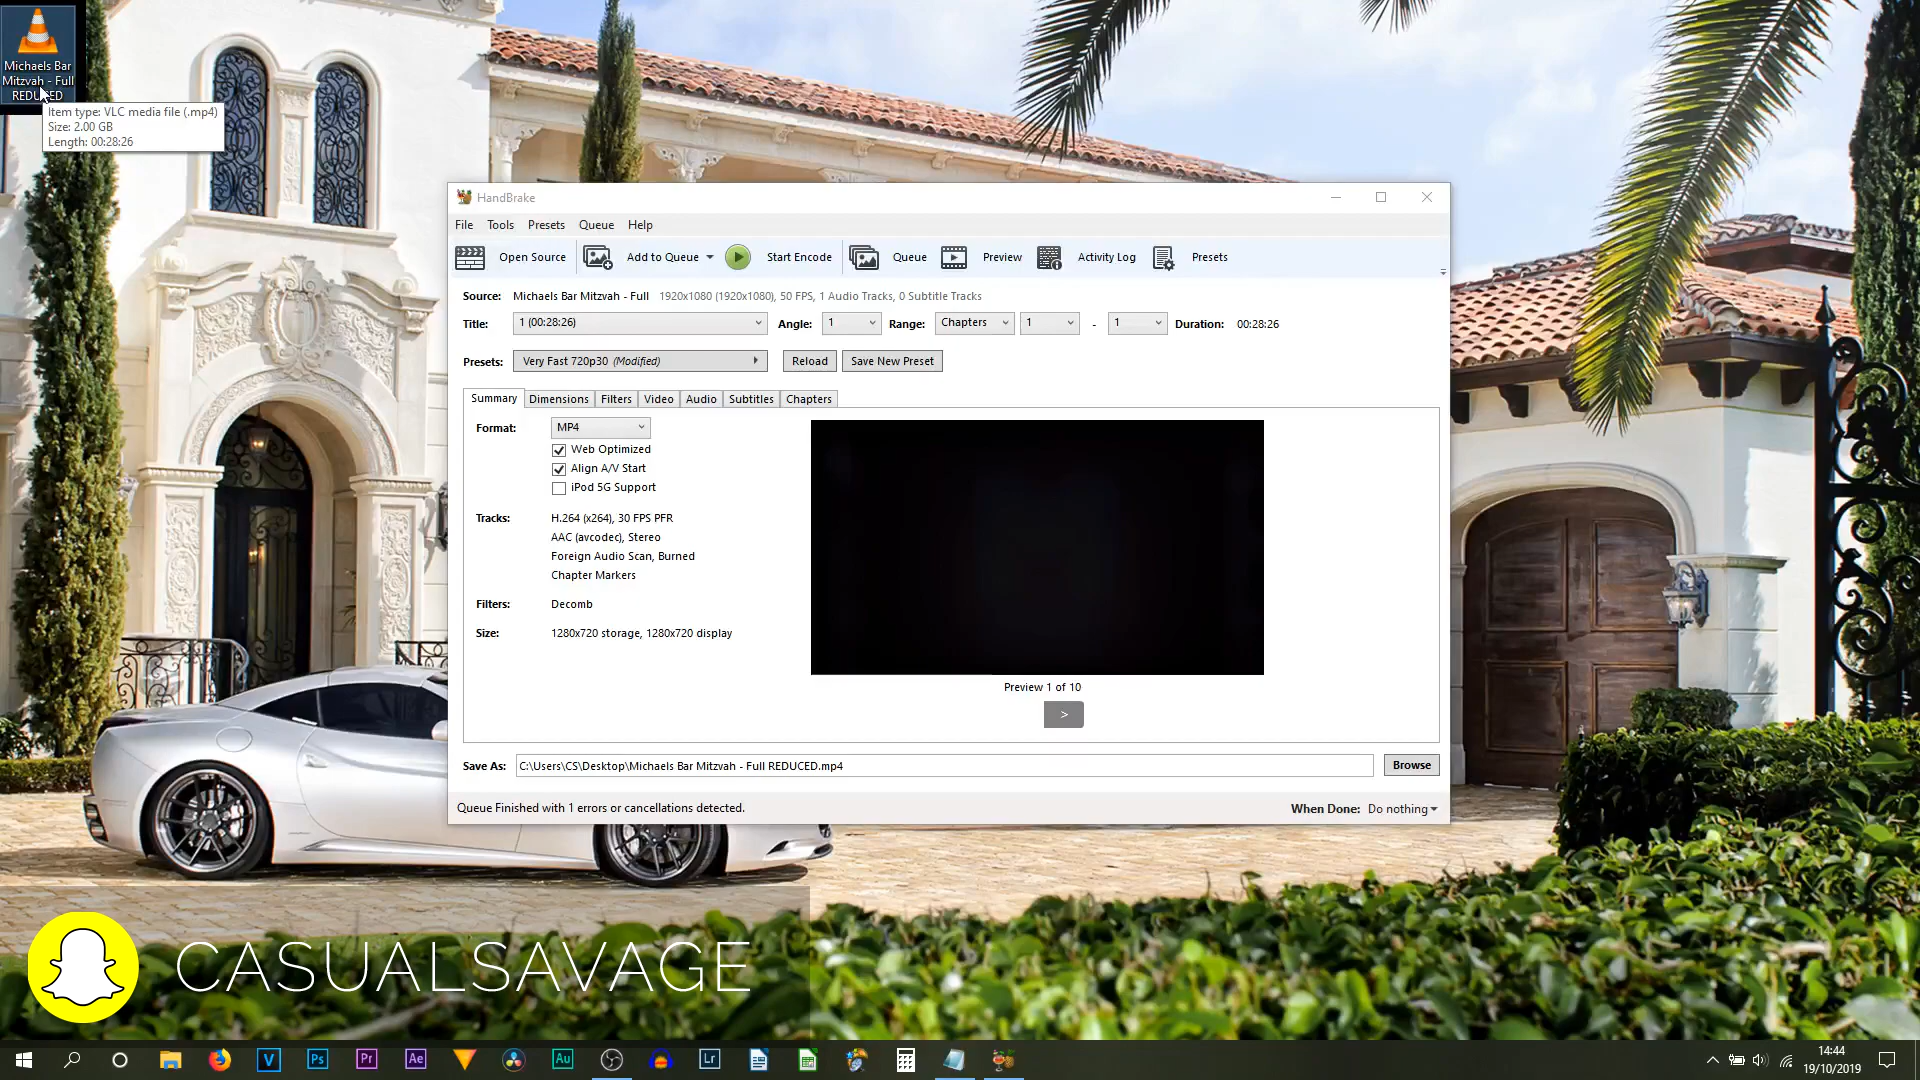 Michaels Bar
Mitzvah - Full
REDUCED
Item type: VLC media file (.mp4)
Size: 2.00 GB
Length: 00:28:26
HandBrake
File Tools Presets Queue Help
Open Source Add to Queue Start Encode Queue Preview Activity Log Presets
Source: Michaels Bar Mitzvah - Full 1920x1080 (1920x1080), 50 FPS, 1 Audio Tracks, 0 Subtitle Tracks
Title: 1 (00:28:26) Angle: 1 Range: Chapters 1 - 1 Duration: 00:28:26
Presets: Very Fast 720p30 (Modified) Reload Save New Preset
Summary Dimensions Filters Video Audio Subtitles Chapters
Format: MP4
Web Optimized
Align A/V Start
iPod 5G Support
Tracks: H.264 (x264), 30 FPS PFR
AAC (avcodec), Stereo
Foreign Audio Scan, Burned
Chapter Markers
Filters: Decomb
Size: 1280x720 storage, 1280x720 display
Preview 1 of 10
>
Save As: C:\Users\CS\Desktop\Michaels Bar Mitzvah - Full REDUCED.mp4 Browse
Queue Finished with 1 errors or cancellations detected. When Done: Do nothing
CASUALSAVAGE
V Ps Pr Ae Au Lr
14:44
19/10/2019